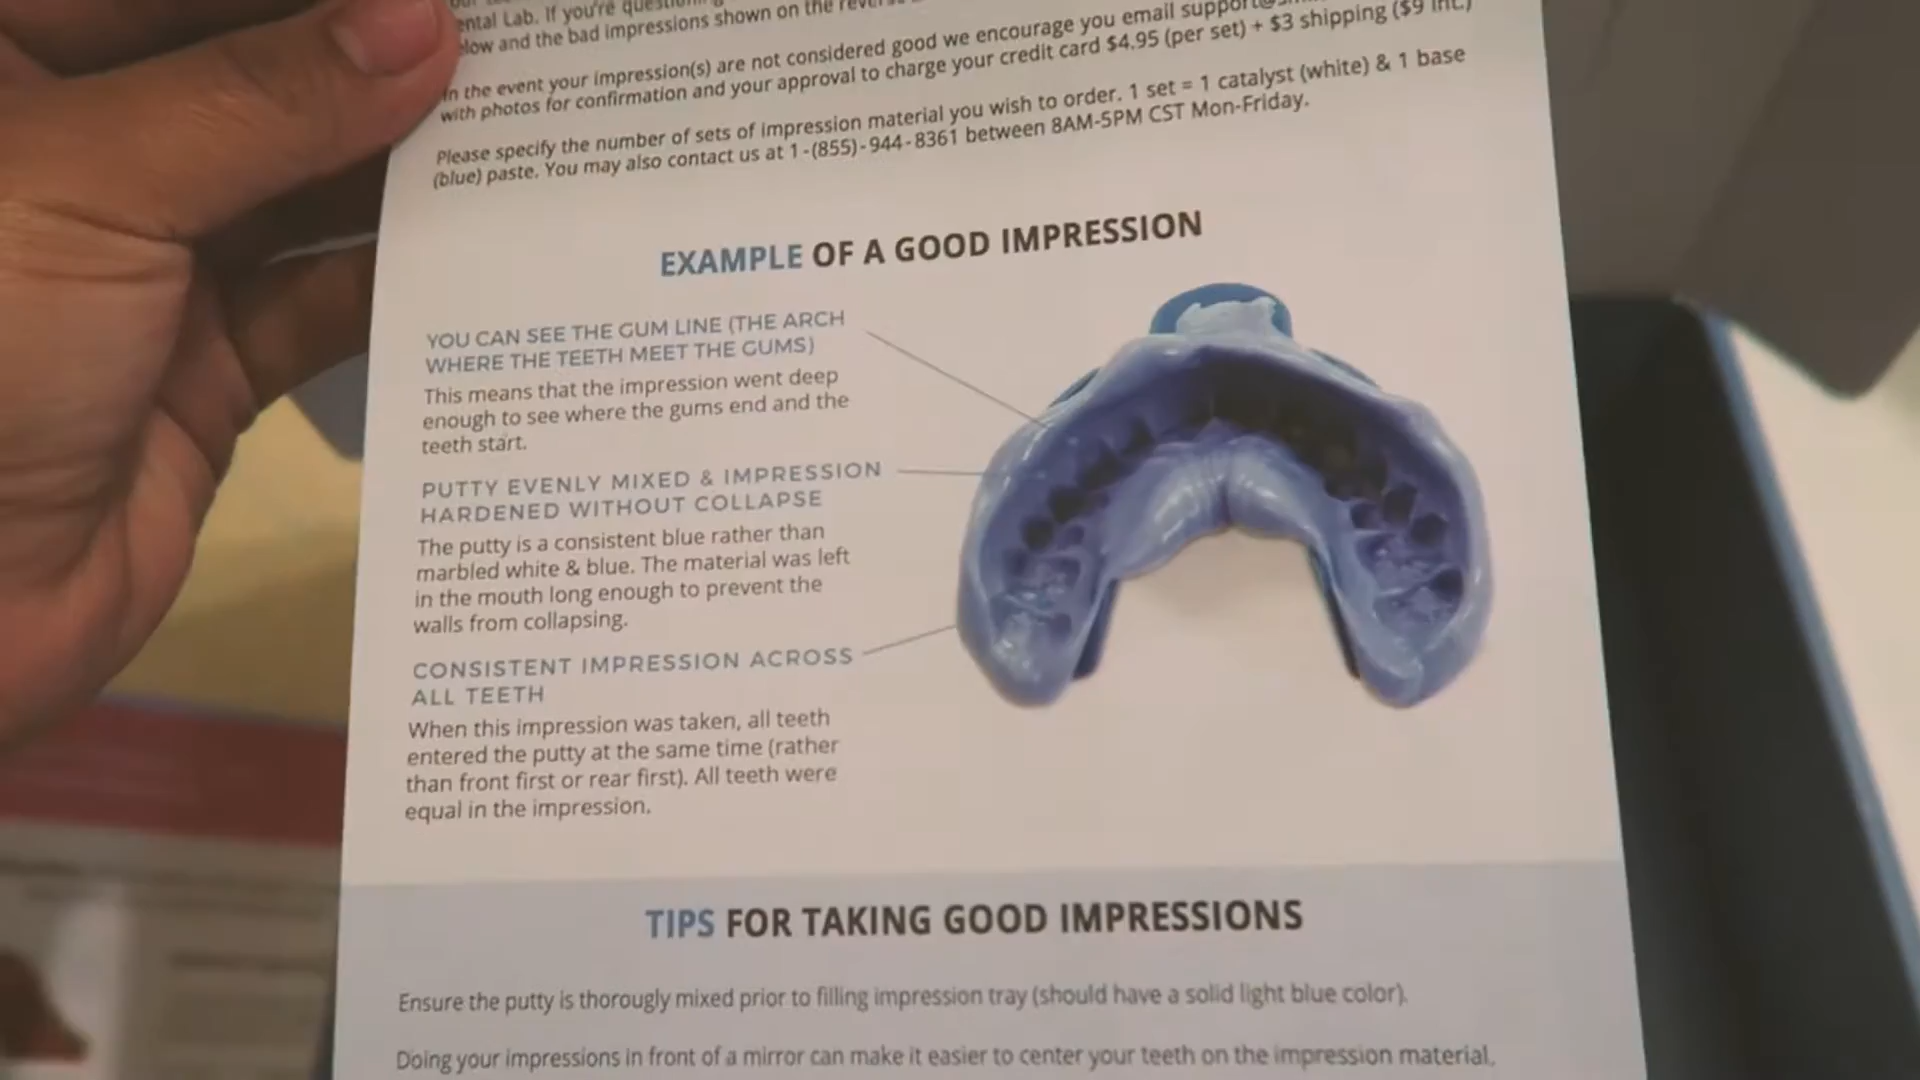 ental Lab. If you're
low and the bad impressions shown on the
In the event your impression(s) are not considered good we encourage you email
with photos for confirmation and your approval to charge your credit card $4.95 (per set) + $3 shipping ($9 int.)
Please specify the number of sets of impression material you wish to order. 1 set = 1 catalyst (white) & 1 base
(blue) paste. You may also contact us at 1-(855)-944-8361 between 8AM-5PM CST Mon-Friday.
EXAMPLE OF A GOOD IMPRESSION
YOU CAN SEE THE GUM LINE (THE ARCH
WHERE THE TEETH MEET THE GUMS)
This means that the impression went deep
enough to see where the gums end and the
teeth start.
PUTTY EVENLY MIXED & IMPRESSION
HARDENED WITHOUT COLLAPSE
The putty is a consistent blue rather than
marbled white & blue. The material was left
in the mouth long enough to prevent the
walls from collapsing.
CONSISTENT IMPRESSION ACROSS
ALL TEETH
When this impression was taken, all teeth
entered the putty at the same time (rather
than front first or rear first). All teeth were
equal in the impression.
TIPS FOR TAKING GOOD IMPRESSIONS
Ensure the putty is thorougly mixed prior to filling impression tray (should have a solid light blue color).
Doing your impressions in front of a mirror can make it easier to center your teeth on the impression material.